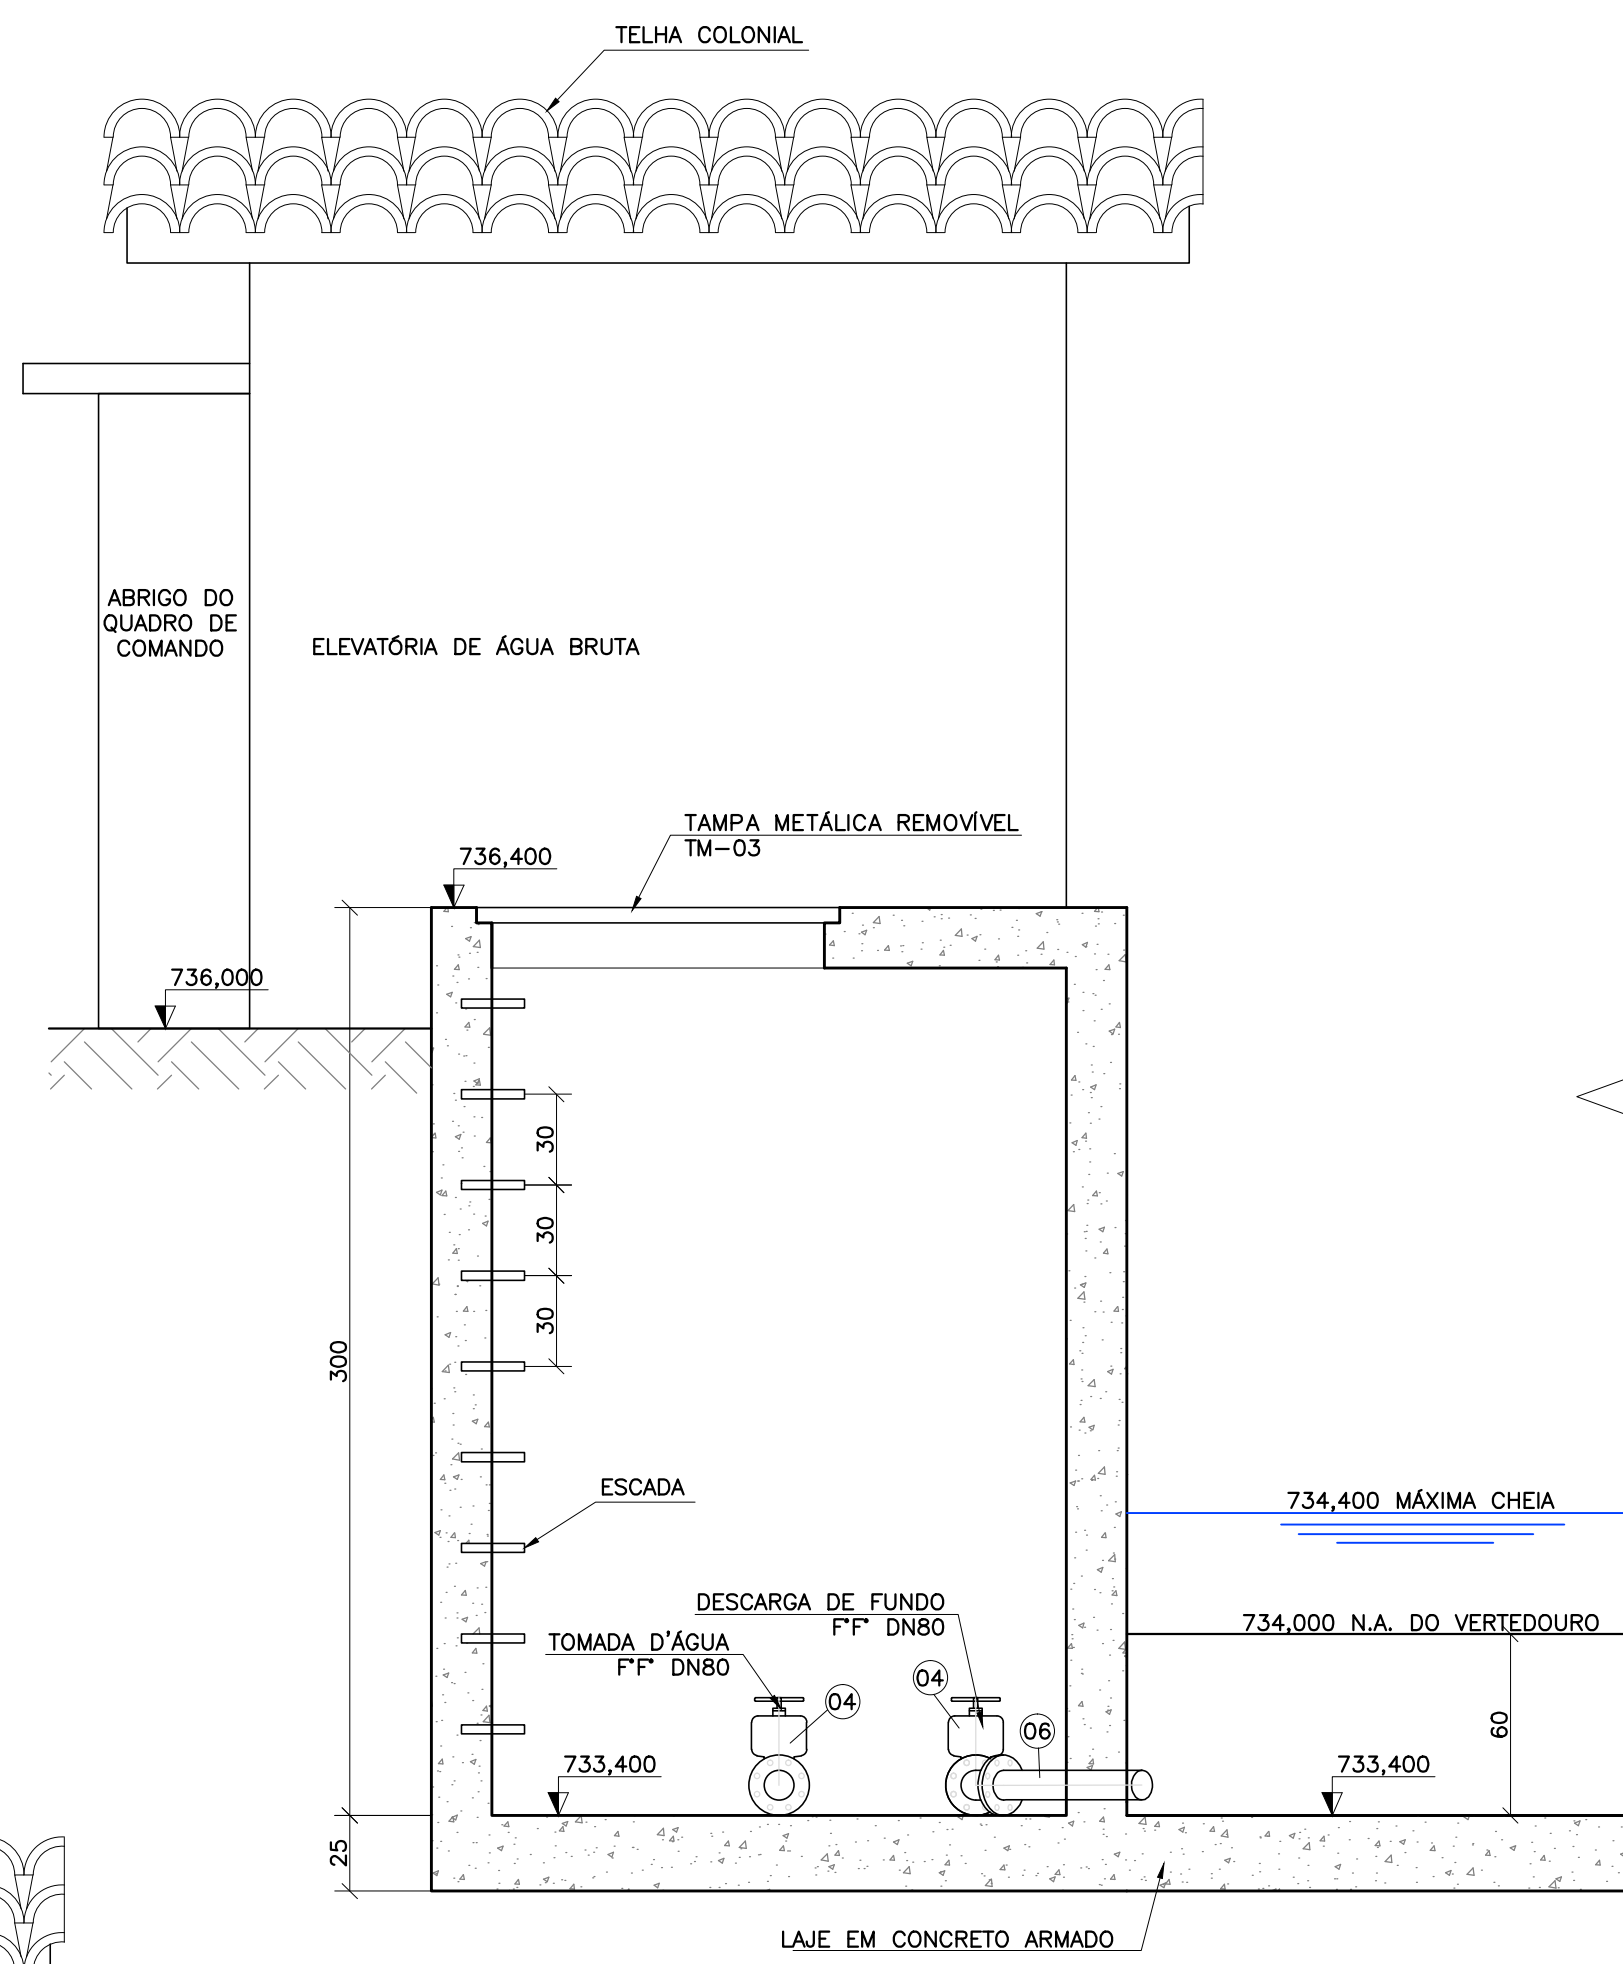 TELHA COLONIAL
ABRIGO DO
QUADRO DE
COMANDO
ELEVATÓRIA DE ÁGUA BRUTA
TAMPA METÁLICA REMOVÍVEL
TM-03
736,400
736,000
30
30
30
300
ESCADA
734,400 MÁXIMA CHEIA
DESCARGA DE FUNDO
F°F° DN80
734,000 N.A. DO VERTEDOURO
TOMADA D'ÁGUA
F°F° DN80
04
04
06
60
733,400
733,400
25
LAJE EM CONCRETO ARMADO